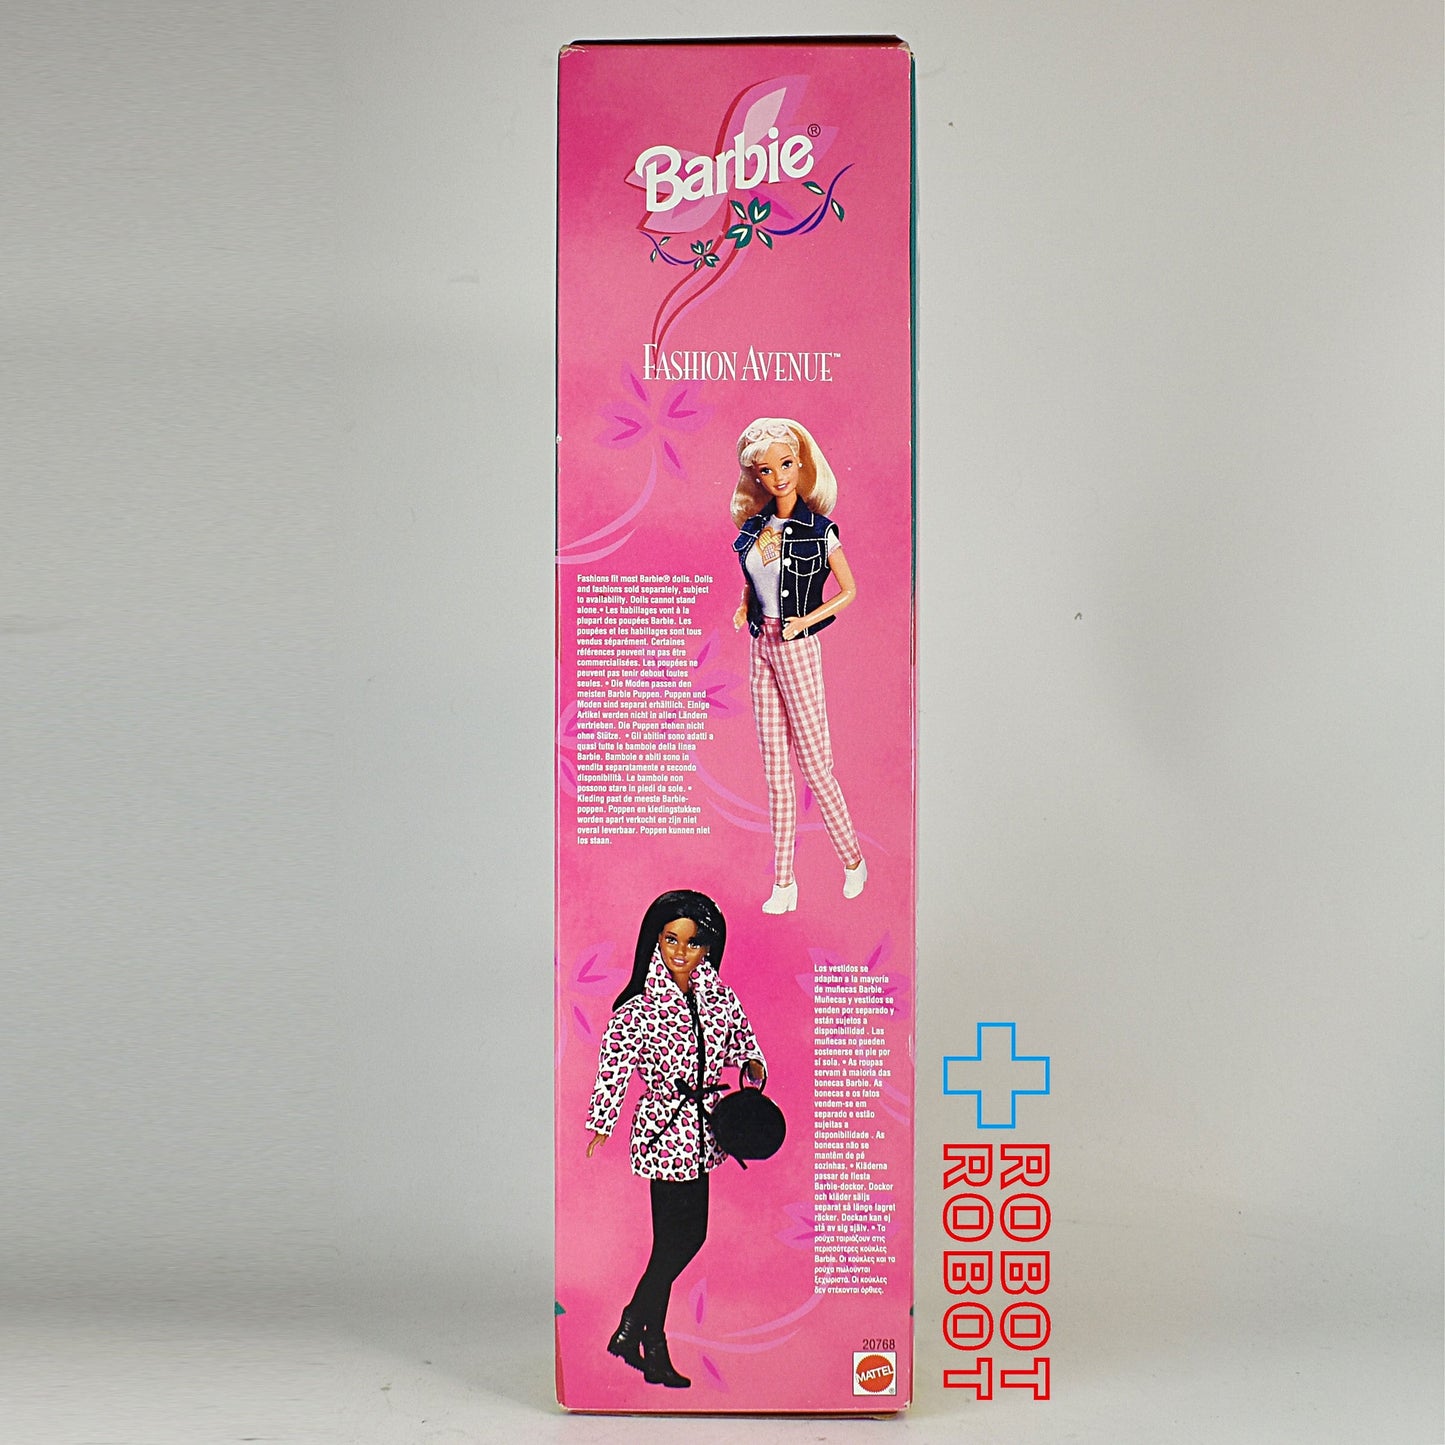 Barbie®
FASHION AVENUE™
Fashions fit most Barbie® dolls. Dolls
and fashions sold separately, subject
to availability. Dolls cannot stand
alone.• Les habillages vont à la
plupart des poupées Barbie. Les
poupées et les habillages sont tous
vendus séparément. Certaines
références peuvent ne pas être
commercialisées. Les poupées ne
peuvent pas tenir debout toutes
seules. • Die Moden passen den
meisten Barbie Puppen. Puppen und
Moden sind separat erhältlich. Einige
Artikel werden nicht in allen Ländern
vertrieben. Die Puppen stehen nicht
ohne Stütze. • Gli abitini sono adatti a
quasi tutte le bambole della linea
Barbie. Bambole e abiti sono in
vendita separatamente e secondo
disponibilità. Le bambole non
possono stare in piedi da sole. •
Kleding past de meeste Barbie-
poppen. Poppen en kledingstukken
worden apart verkocht en zijn niet
overal leverbaar. Poppen kunnen niet
los staan.
Los vestidos se
adaptan a la mayoría
de muñecas Barbie.
Muñecas y vestidos se
venden por separado y
están sujetos a
disponibilidad . Las
muñecas no pueden
sostenerse en pie por
sí sola. • As roupas
servam à maioria das
bonecas Barbie. As
bonecas e os fatos
vendem-se em
separado e estão
sujeitas a
disponibilidade . As
bonecas não se
mantêm de pé
sozinhas. • Kläderna
passar de flesta
Barbie-dockor. Dockor
och kläder säljs
separat så länge lagret
räcker. Dockan kan ej
stå av sig själv. • Τα
ρούχα ταιριάζουν στις
περισσότερες κούκλες
Barbie. Οι κούκλες και τα
ρούχα πωλούνται
ξεχωριστά. Οι κούκλες
δεν στέκονται όρθιες.
20768
MATTEL
®
ROBOT
ROBOT